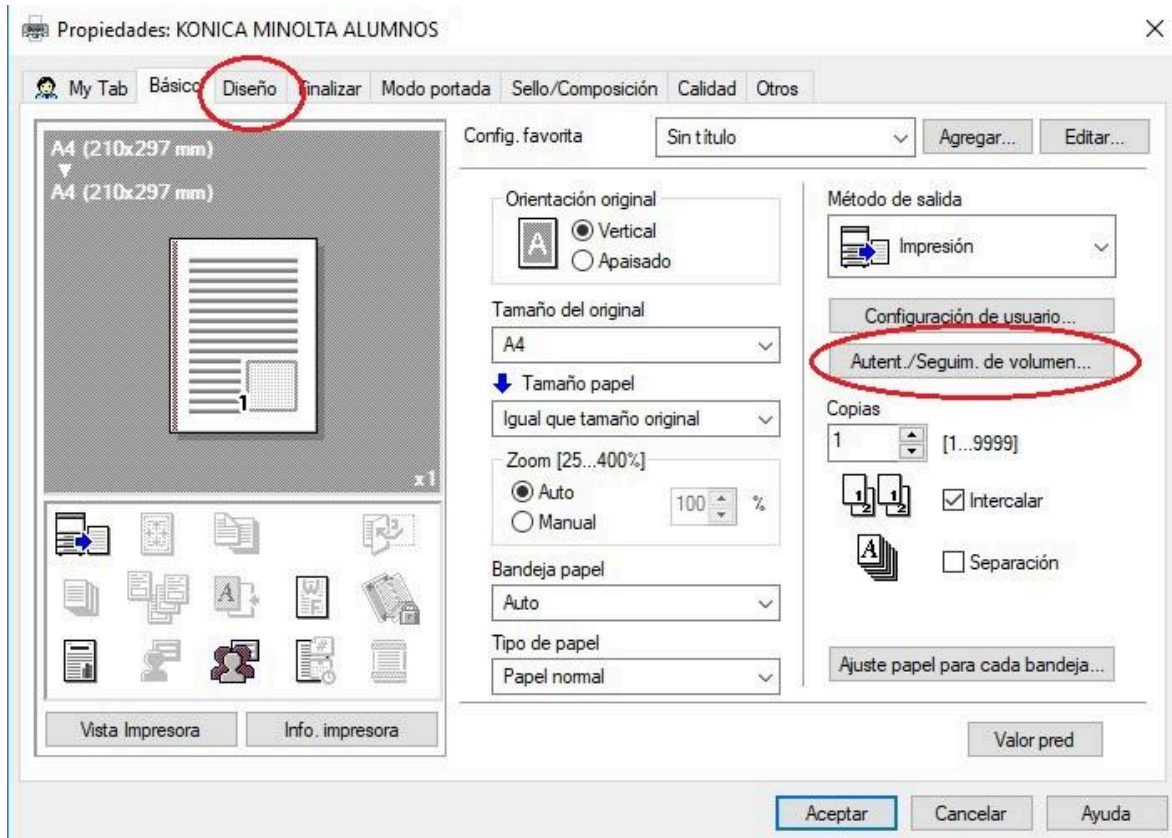 Propiedades: KONICA MINOLTA ALUMNOS
My Tab Básico Diseño Finalizar Modo portada Sello/Composición Calidad Otros
A4 (210x297 mm)
A4 (210x297 mm)
1
x1
Vista Impresora Info. impresora
Config. favorita Sin título Agregar... Editar...
Orientación original
A
Vertical
Apaisado
Tamaño del original
A4
Tamaño papel
Igual que tamaño original
Zoom [25...400%]
Auto
Manual
100 %
Bandeja papel
Auto
Tipo de papel
Papel normal
Método de salida
Impresión
Configuración de usuario...
Autent./Seguim. de volumen...
Copias
1 [1...9999]
Intercalar
Separación
Ajuste papel para cada bandeja...
Valor pred
Aceptar Cancelar Ayuda